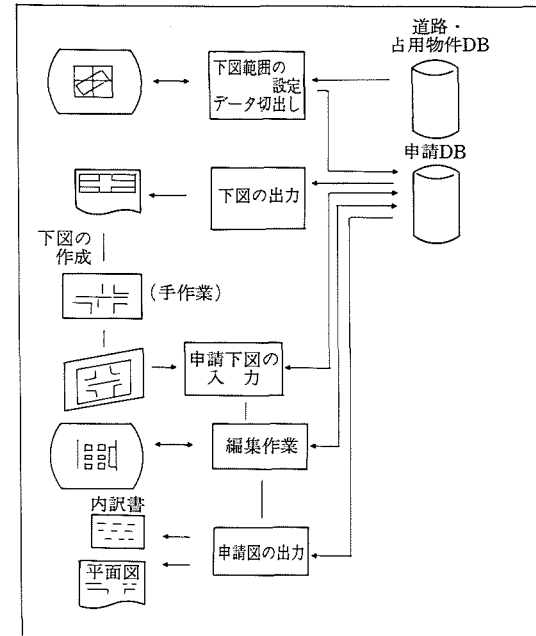 道路・
占用物件DB
下図範囲の
設定
データ切出し
申請DB
下図の出力
下図の
作成
(手作業)
申請下図の
入 力
編集作業
内訳書
申請図の出力
平面図